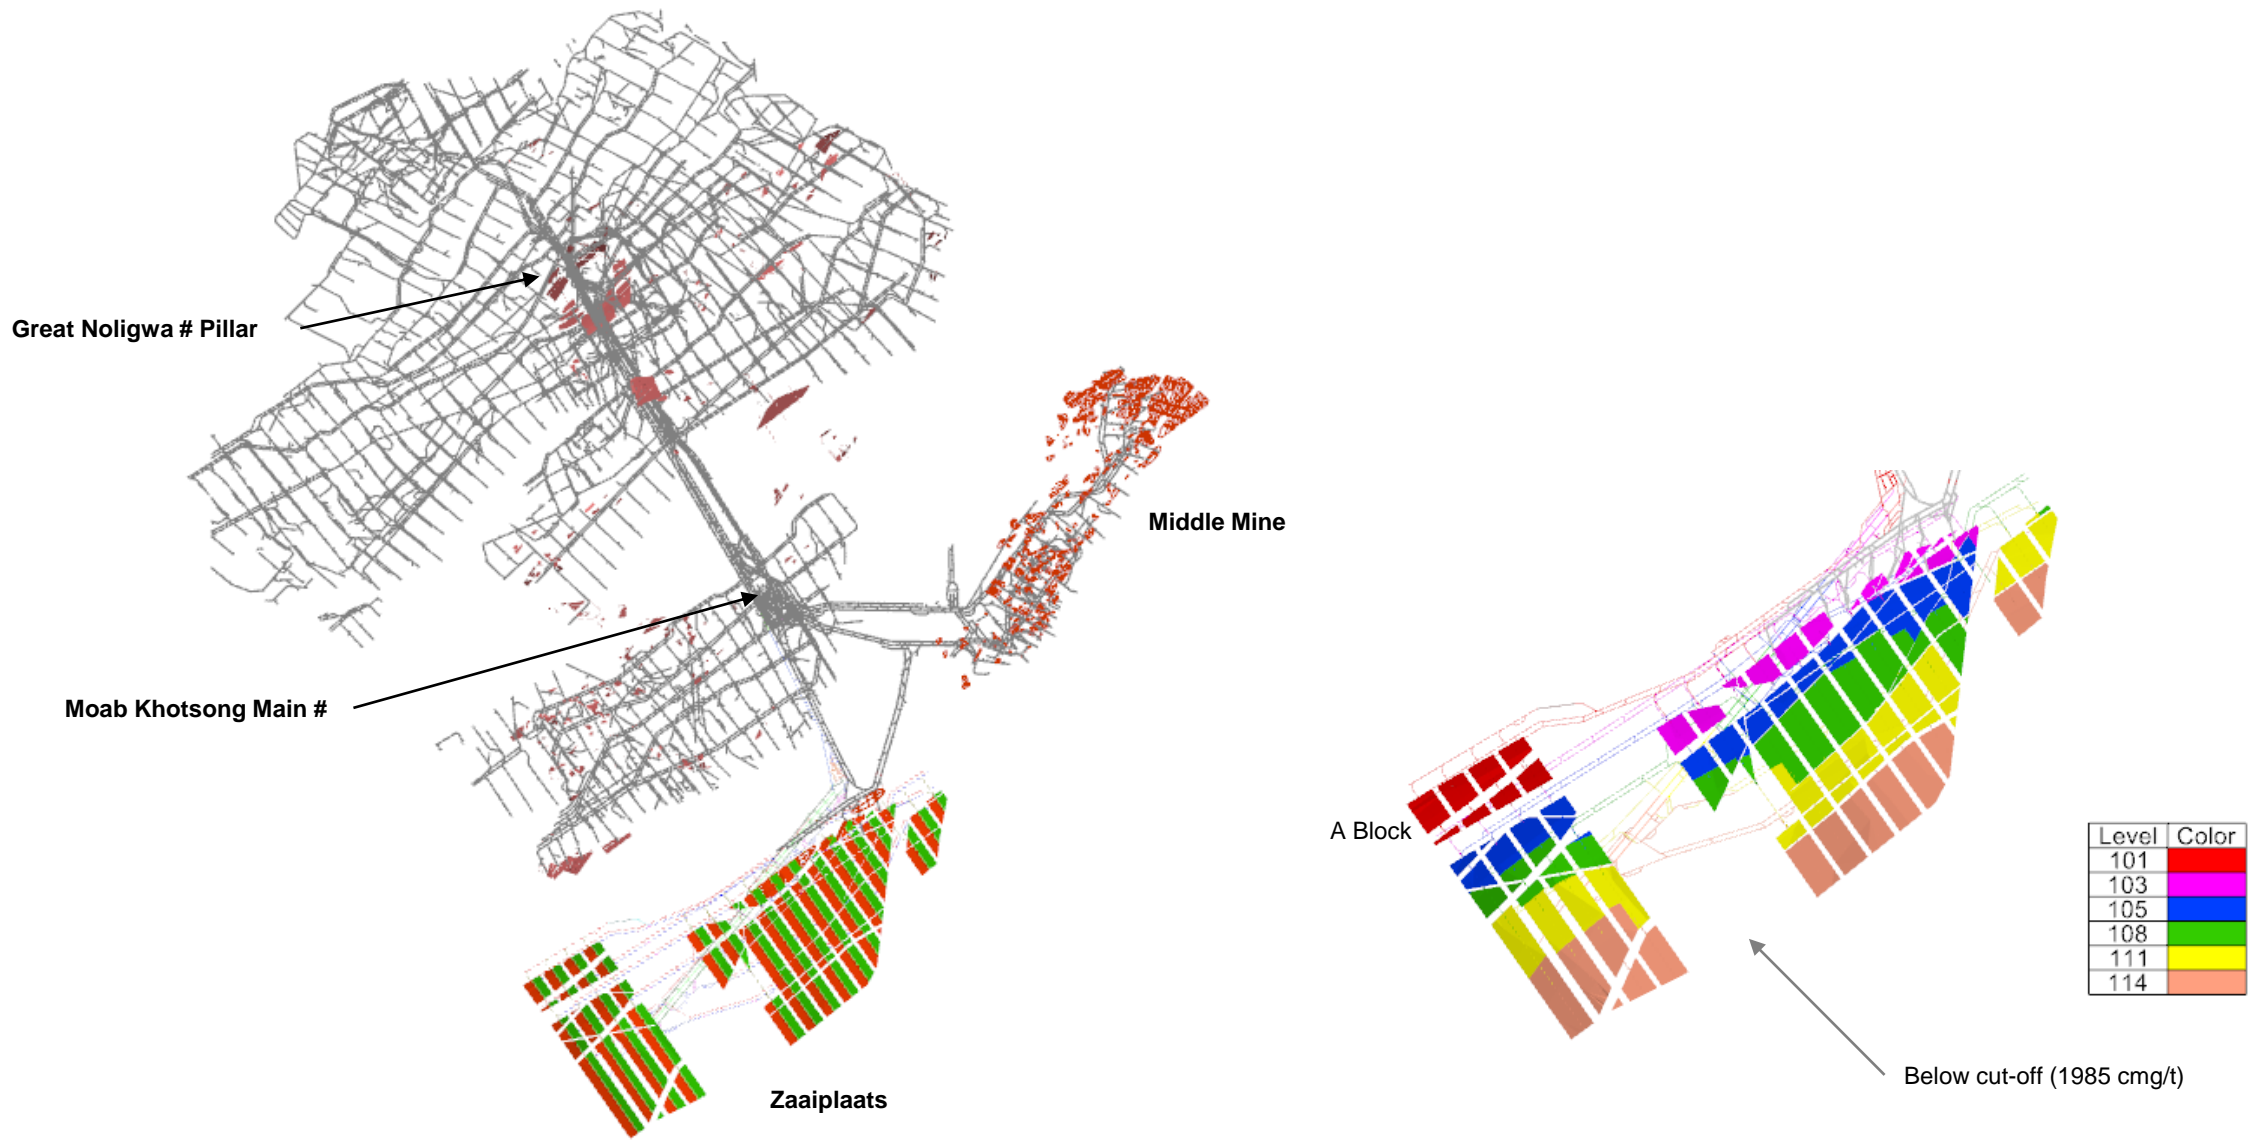 Great Noligwa # Pillar
Middle Mine
Moab Khotsong Main #
Zaaiplaats
A Block
Level Color
101
103
105
108
111
114
Below cut-off (1985 cmg/t)